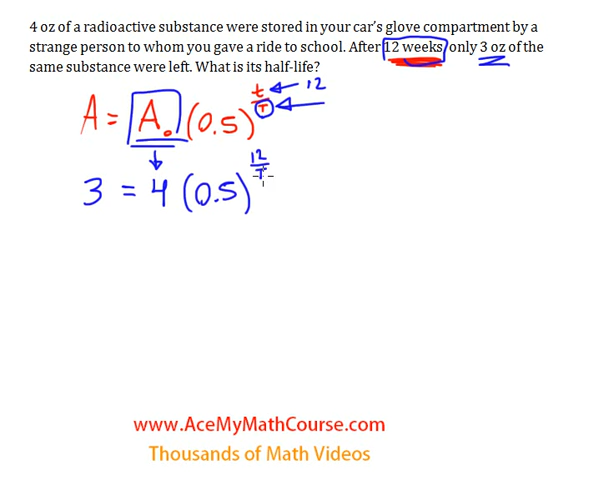 4 oz of a radioactive substance were stored in your car's glove compartment by a
strange person to whom you gave a ride to school. After 12 weeks, only 3 oz of the
same substance were left. What is its half-life?
A = A₀ (0.5)^(t/T) t ← 12
3 = 4 (0.5)^(12/T)
www.AceMyMathCourse.com
Thousands of Math Videos